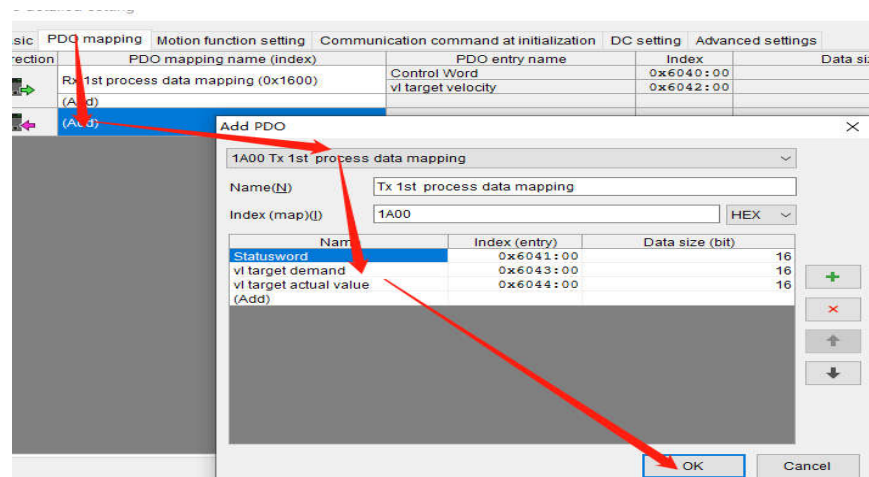 PDO mapping Motion function setting Communication command at initialization DC setting Advanced settings
PDO mapping name (index) PDO entry name Index
Rx 1st process data mapping (0x1600) Control Word 0x6040:00
vl target velocity 0x6042:00
(Add)
(Add)
Add PDO
1A00 Tx 1st process data mapping
Name(N) Tx 1st process data mapping
Index (map)(I) 1A00 HEX
Name Index (entry) Data size (bit)
Statusword 0x6041:00 16
vl target demand 0x6043:00 16
vl target actual value 0x6044:00 16
(Add)
OK Cancel